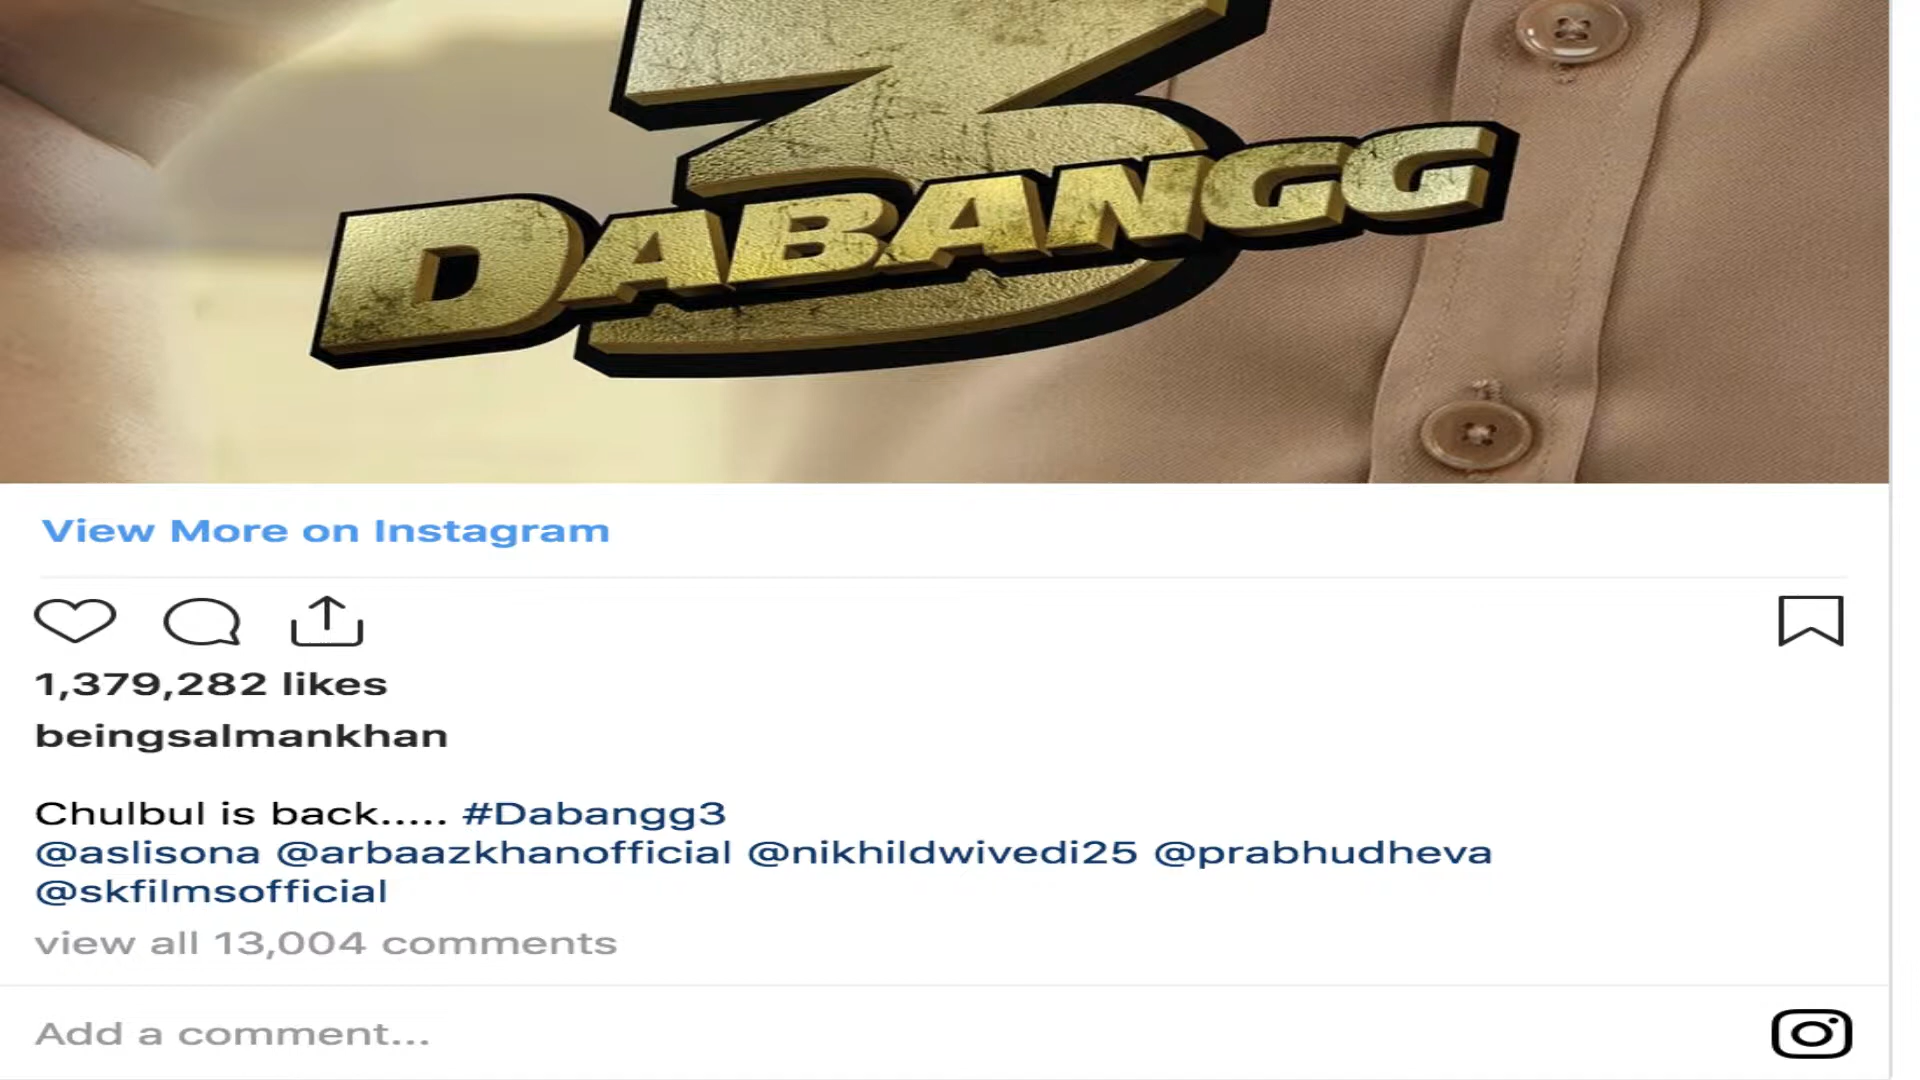 3
DABANGG
View More on Instagram
1,379,282 likes
beingsalmankhan
Chulbul is back..... #Dabangg3
@aslisona @arbaazkhanofficial @nikhildwivedi25 @prabhudheva
@skfilmsofficial
view all 13,004 comments
Add a comment...